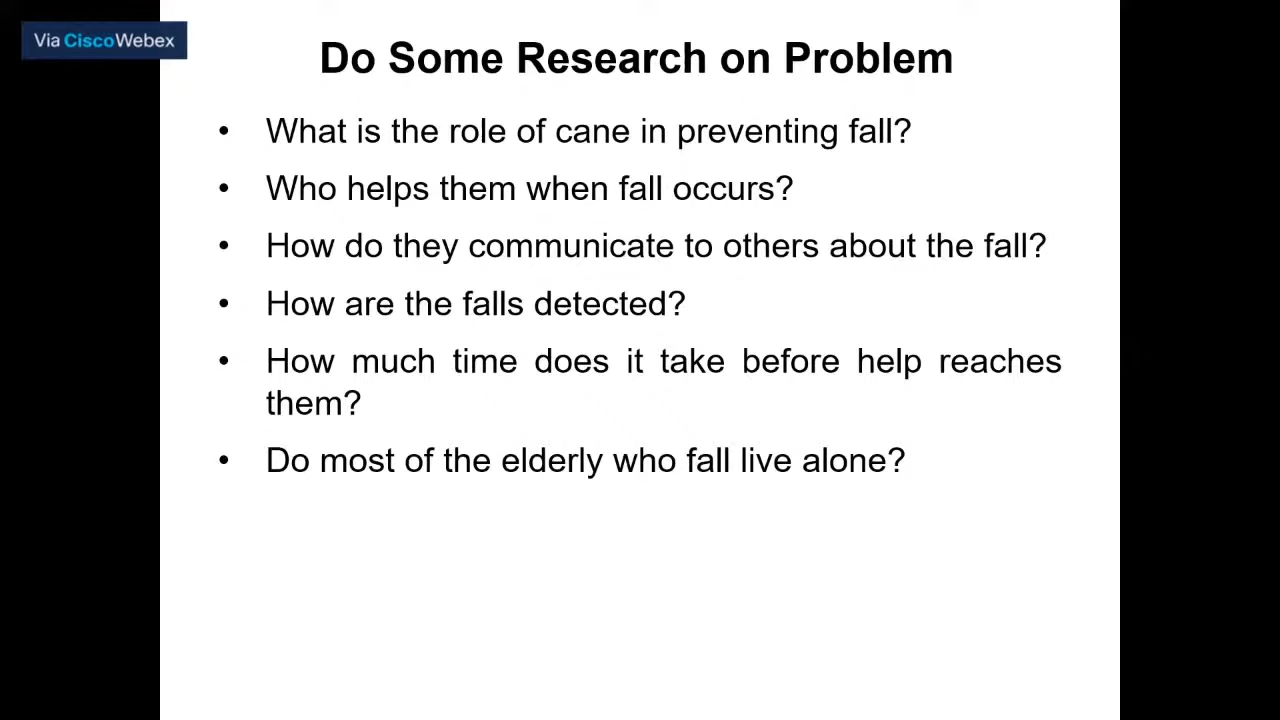 Via CiscoWebex
Do Some Research on Problem
• What is the role of cane in preventing fall?
• Who helps them when fall occurs?
• How do they communicate to others about the fall?
• How are the falls detected?
• How much time does it take before help reaches
them?
• Do most of the elderly who fall live alone?